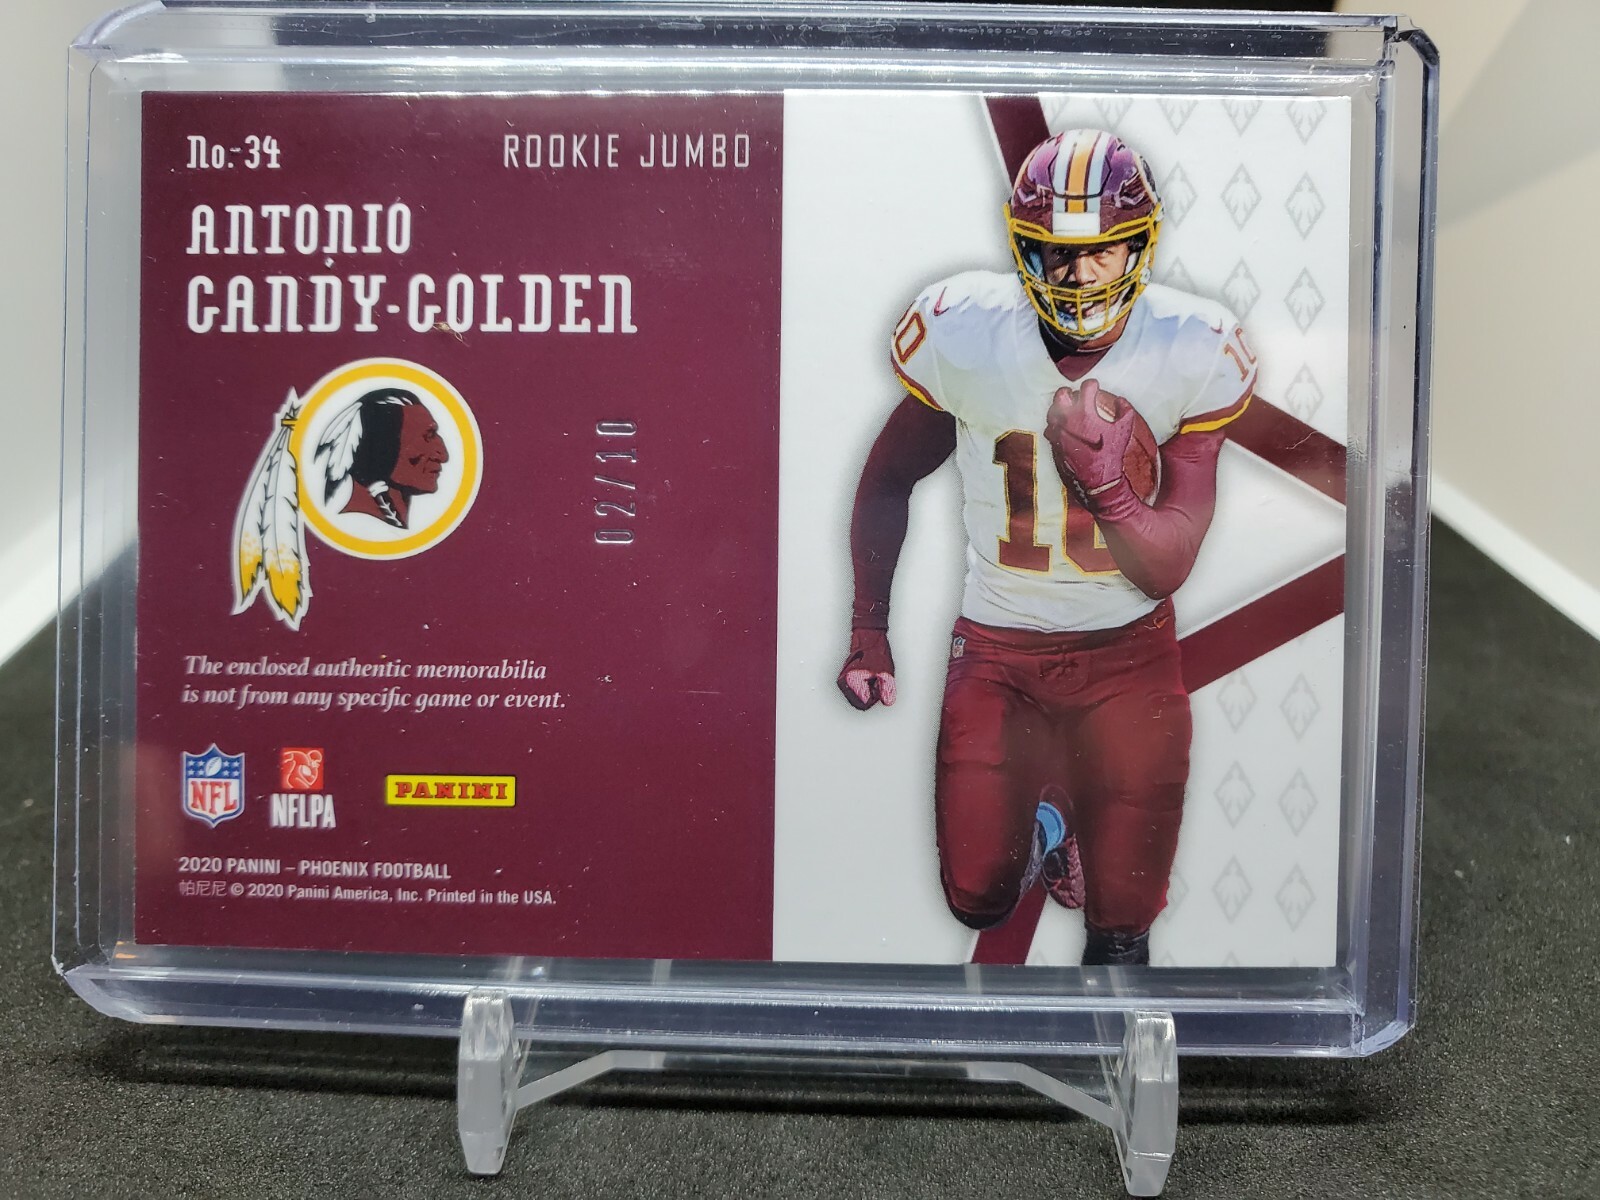 No.-34
ROOKIE JUMBO
ANTONIO
GANDY-GOLDEN
02/10
The enclosed authentic memorabilia
is not from any specific game or event.
NFL
NFLPA
PANINI
2020 PANINI – PHOENIX FOOTBALL
帕尼尼 © 2020 Panini America, Inc. Printed in the USA.
10
10
10